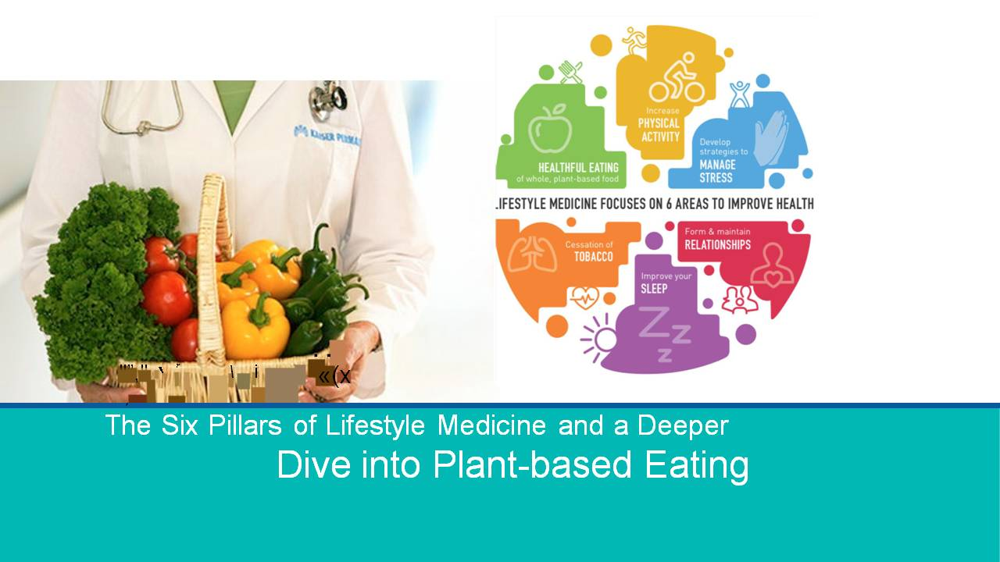 Increase
PHYSICAL
ACTIVITY
Develop
strategies to
MANAGE
STRESS
HEALTHFUL EATING
of whole, plant-based food
LIFESTYLE MEDICINE FOCUSES ON 6 AREAS TO IMPROVE HEALTH
Cessation of
TOBACCO
Form & maintain
RELATIONSHIPS
Improve your
SLEEP
Zzz
KAISER
«(x
The Six Pillars of Lifestyle Medicine and a Deeper
Dive into Plant-based Eating